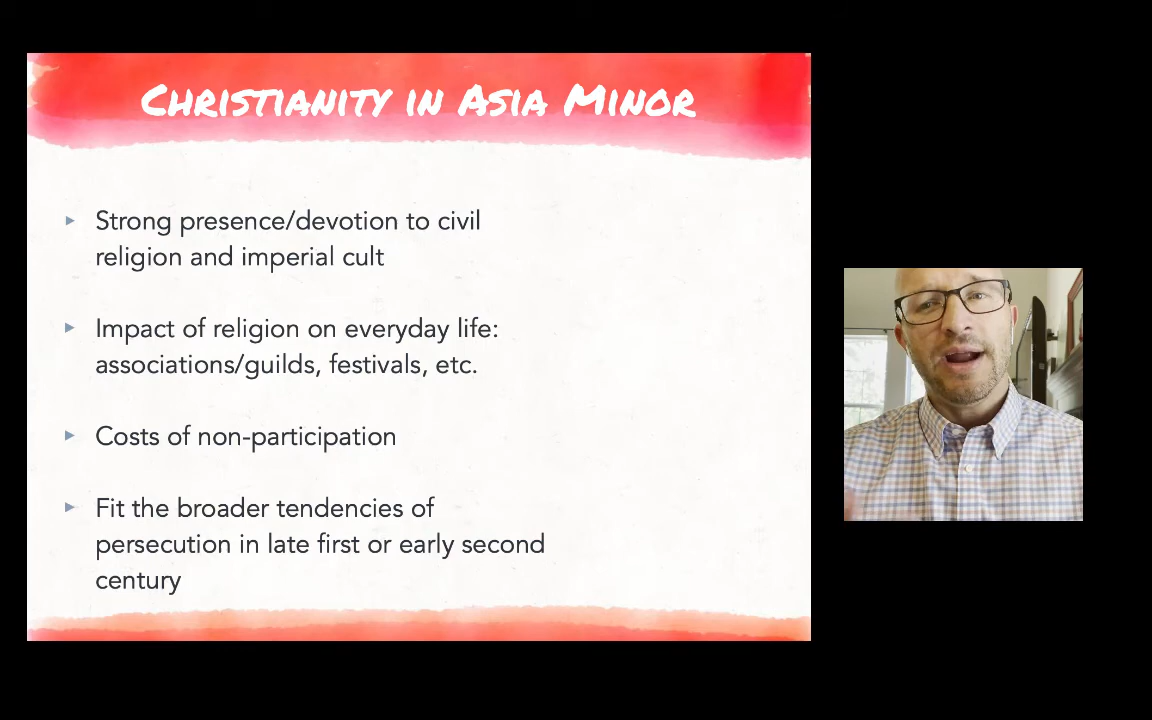 Christianity in Asia Minor
Strong presence/devotion to civil
religion and imperial cult
Impact of religion on everyday life:
associations/guilds, festivals, etc.
Costs of non-participation
Fit the broader tendencies of
persecution in late first or early second
century